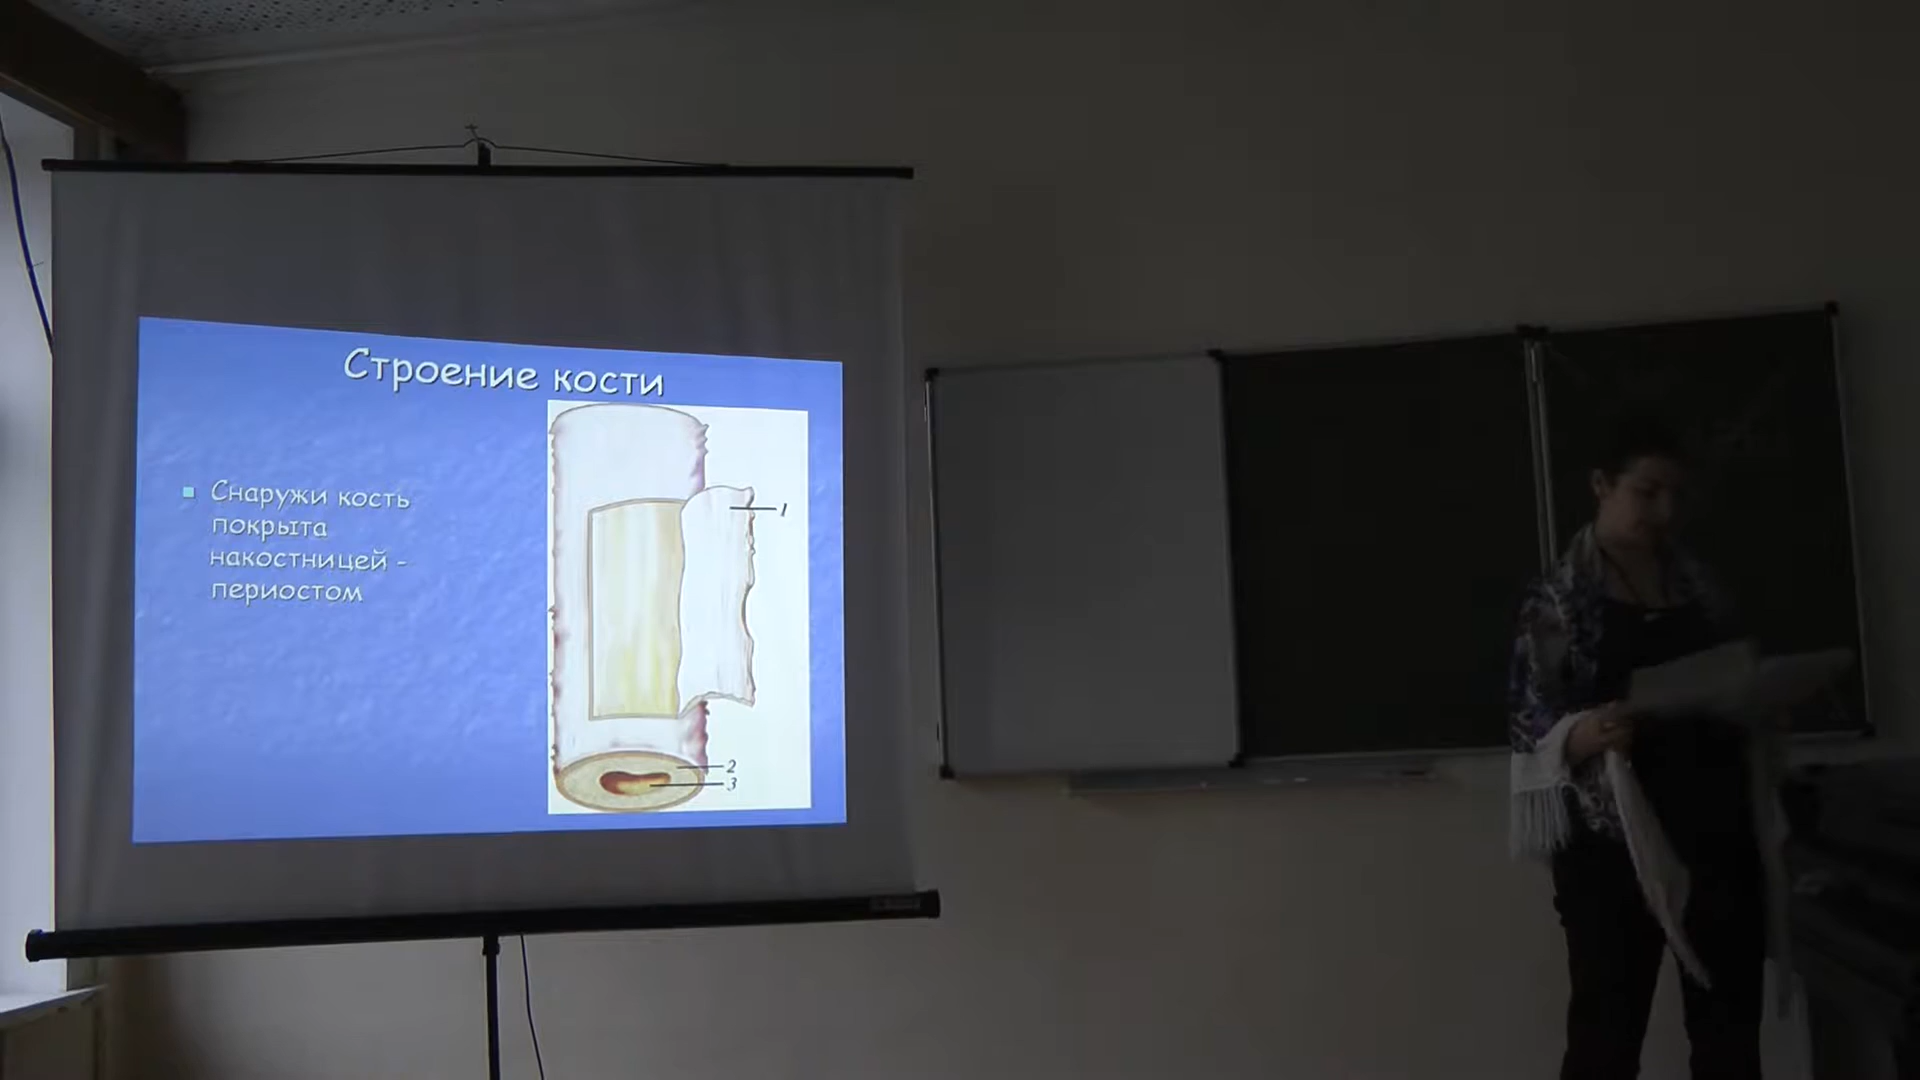 Строение кости
Снаружи кость
покрыта
накостницей -
периостом
1
2
3